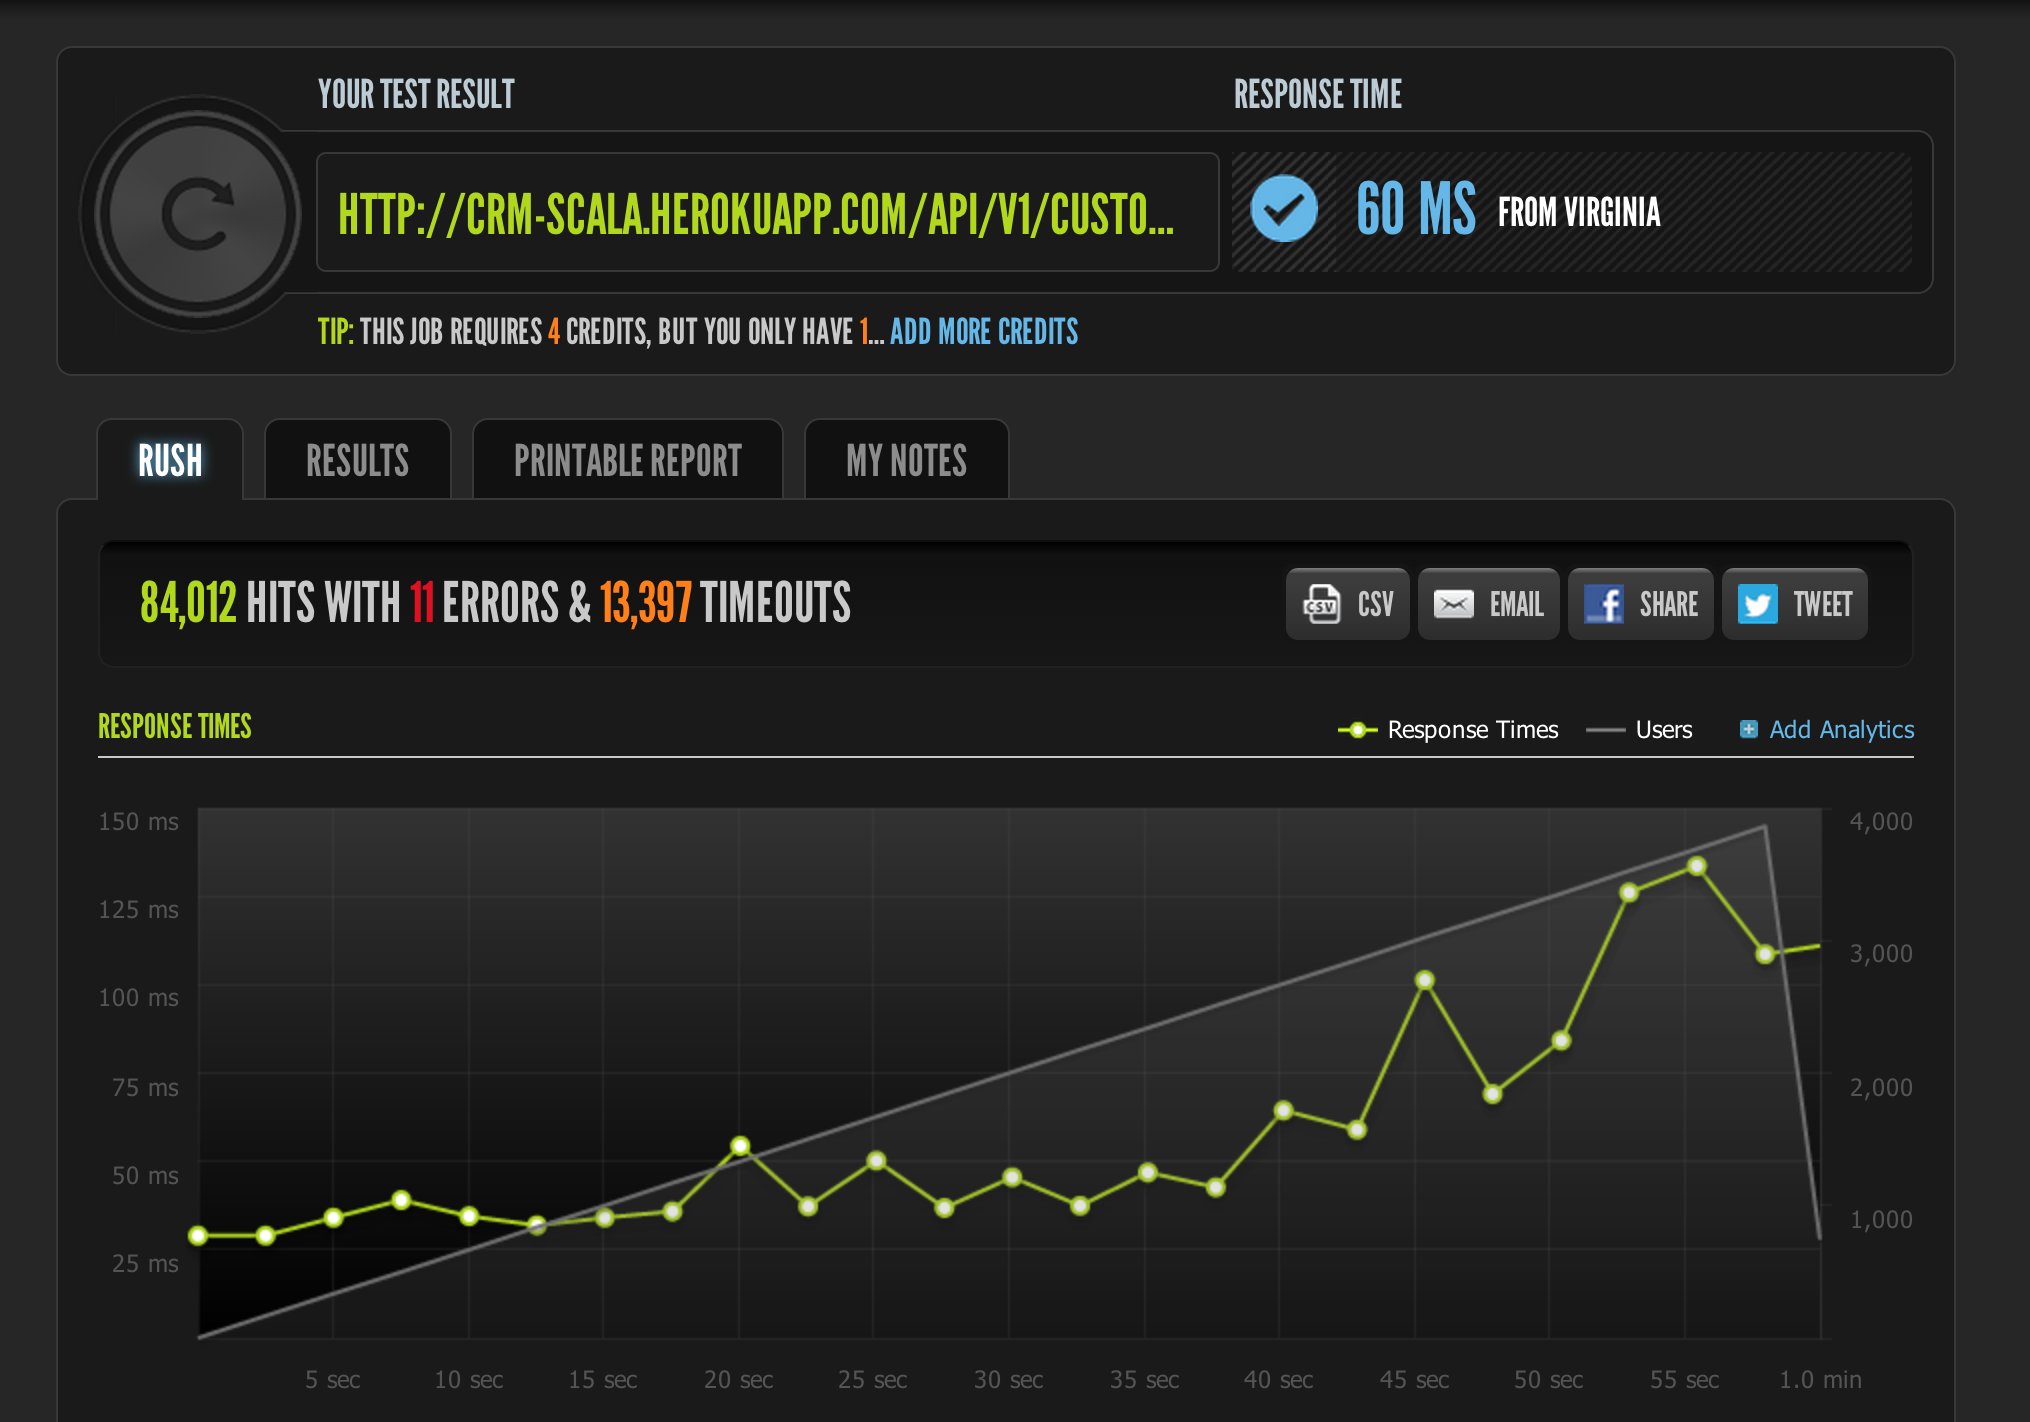 YOUR TEST RESULT
RESPONSE TIME
HTTP://CRM-SCALA.HEROKUAPP.COM/API/V1/CUSTO...
60 MS FROM VIRGINIA
TIP: THIS JOB REQUIRES 4 CREDITS, BUT YOU ONLY HAVE 1... ADD MORE CREDITS
RUSH
RESULTS
PRINTABLE REPORT
MY NOTES
84,012 HITS WITH 11 ERRORS & 13,397 TIMEOUTS
CSV
CSV
EMAIL
f
SHARE
TWEET
RESPONSE TIMES
Response Times
Users
Add Analytics
150 ms
125 ms
100 ms
75 ms
50 ms
25 ms
4,000
3,000
2,000
1,000
5 sec
10 sec
15 sec
20 sec
25 sec
30 sec
35 sec
40 sec
45 sec
50 sec
55 sec
1.0 min